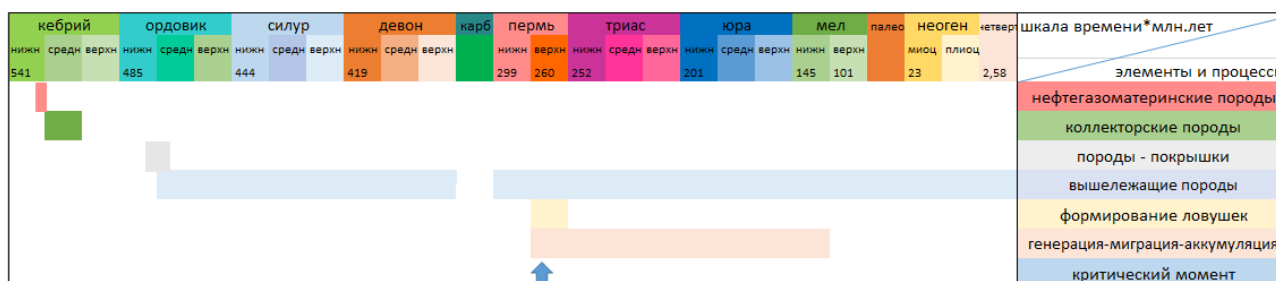 кебрий ордовик силур девон карб пермь триас юра мел палео неоген четверт шкала времени*млн.лет
нижн средн верхн нижн средн верхн нижн средн верхн нижн средн верхн нижн верхн нижн средн верхн нижн средн верхн нижн верхн миоц плиоц
541 485 444 419 299 260 252 201 145 101 23 2,58 элементы и процессы
нефтегазоматеринские породы
коллекторские породы
породы - покрышки
вышележащие породы
формирование ловушек
генерация-миграция-аккумуляция
критический момент